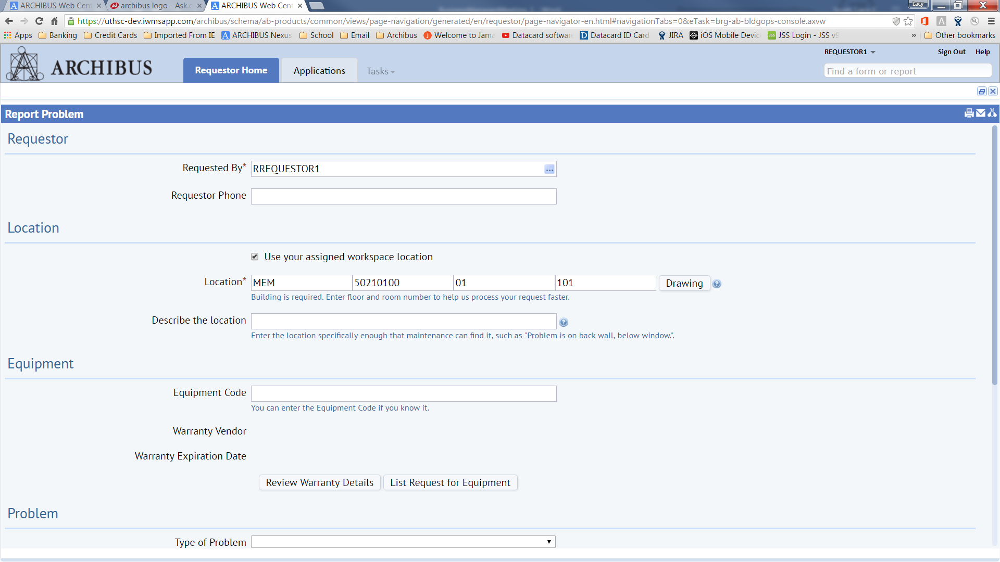 ARCHIBUS Web Cent
archibus logo - Ask.c
ARCHIBUS Web Cent
Lacy
https://uthsc-dev.iwmsapp.com/archibus/schema/ab-products/common/views/page-navigation/generated/en/requestor/page-navigator-en.html#navigationTabs=0&eTask=brg-ab-bldgops-console.axvw
Apps Banking Credit Cards Imported From IE ARCHIBUS Nexus School Email Archibus Welcome to Jama Datacard software Datacard ID Card JIRA iOS Mobile Device JSS Login - JSS v9 » Other bookmarks
ARCHIBUS
Requestor Home
Applications
Tasks
REQUESTOR1
Sign Out
Help
Find a form or report
Report Problem
Requestor
Requested By* RREQUESTOR1 ...
Requestor Phone
Location
Use your assigned workspace location
Location* MEM 50210100 01 101 Drawing ?
Building is required. Enter floor and room number to help us process your request faster.
Describe the location ?
Enter the location specifically enough that maintenance can find it, such as "Problem is on back wall, below window.".
Equipment
Equipment Code
You can enter the Equipment Code if you know it.
Warranty Vendor
Warranty Expiration Date
Review Warranty Details List Request for Equipment
Problem
Type of Problem